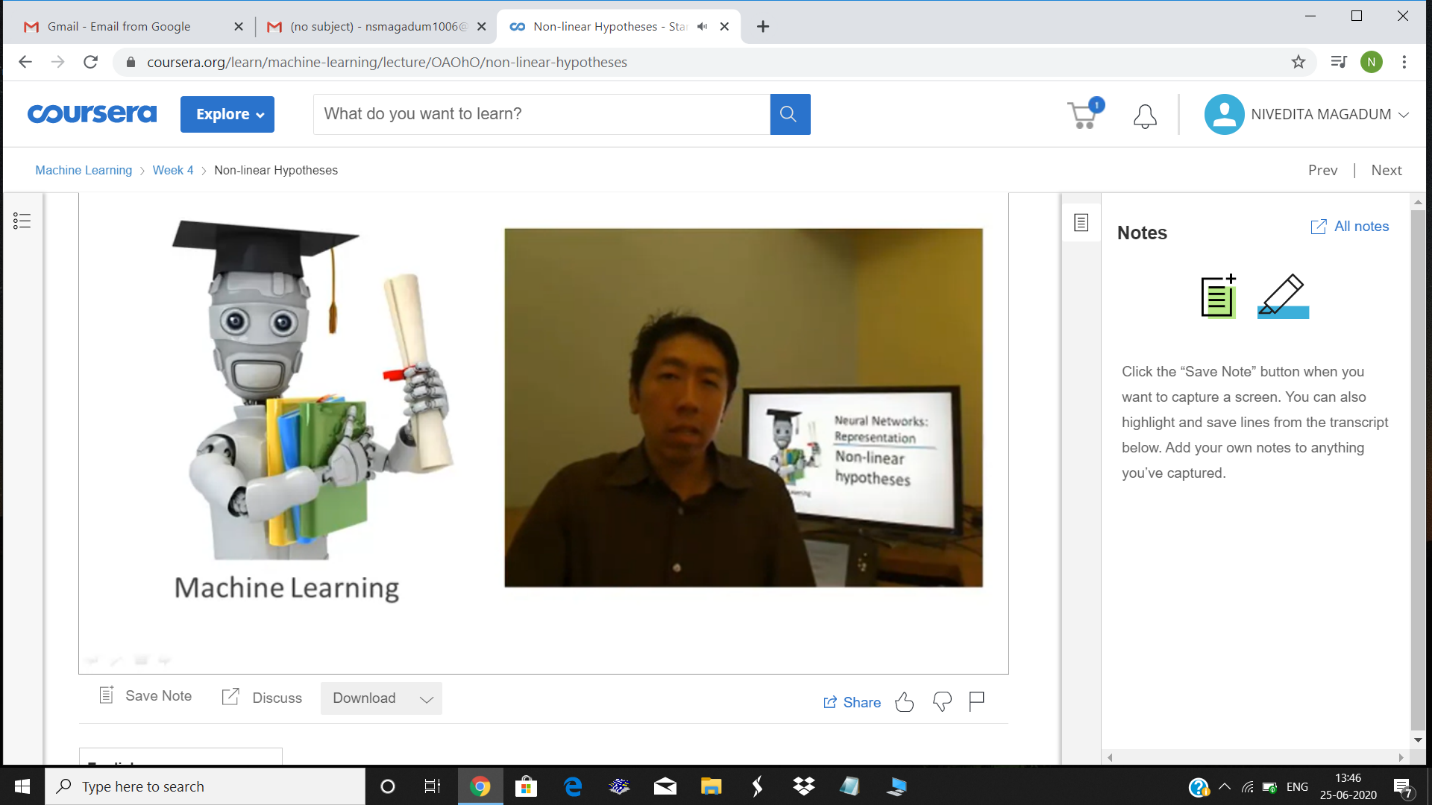 Gmail - Email from Google
(no subject) - nsmagadum1006@
Non-linear Hypotheses - Sta
coursera.org/learn/machine-learning/lecture/OAOhO/non-linear-hypotheses
N
coursera
Explore
What do you want to learn?
1
NIVEDITA MAGADUM
Machine Learning > Week 4 > Non-linear Hypotheses
Prev | Next
Machine Learning
Neural Networks:
Representation
Non-linear
hypotheses
Save Note
Discuss
Download
Share
Notes
All notes
Click the “Save Note” button when you
want to capture a screen. You can also
highlight and save lines from the transcript
below. Add your own notes to anything
you’ve captured.
Type here to search
ENG
13:46
25-06-2020
7